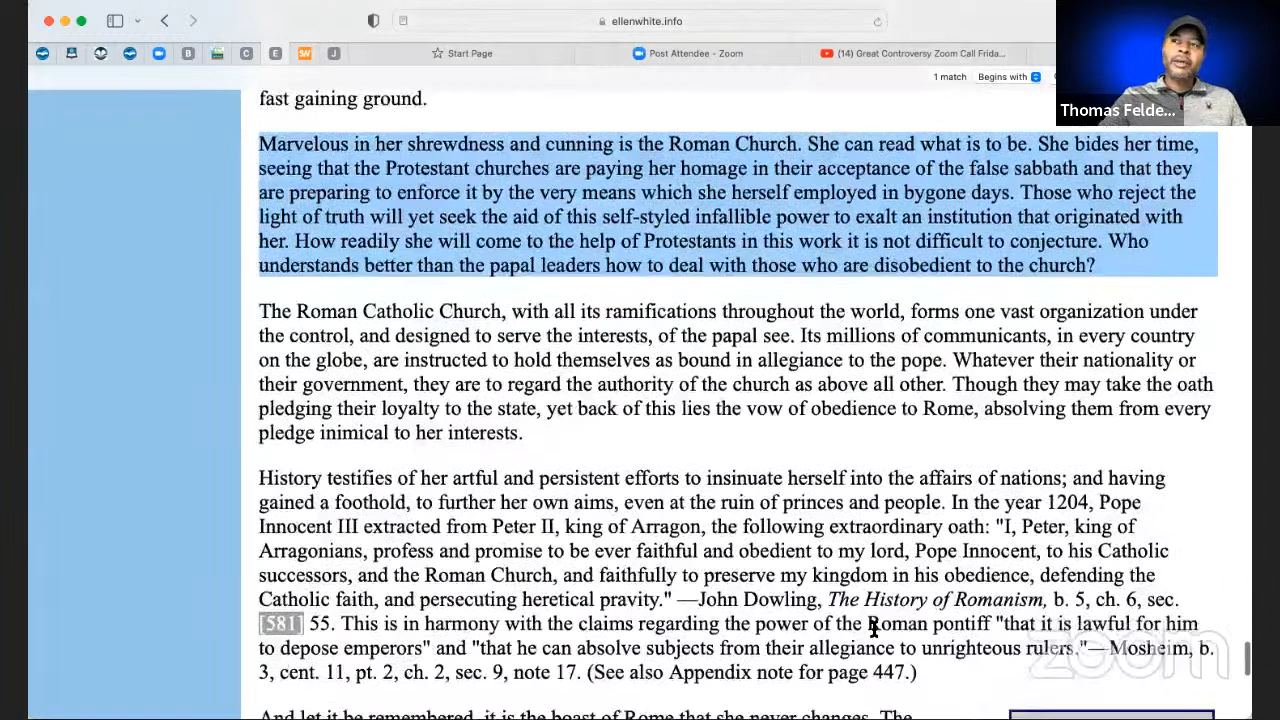 ellenwhite.info
B
C
E
SW
J
Start Page
Post Attendee - Zoom
(14) Great Controversy Zoom Call Frida...
1 match
Begins with
Thomas Felde...
fast gaining ground.
Marvelous in her shrewdness and cunning is the Roman Church. She can read what is to be. She bides her time,
seeing that the Protestant churches are paying her homage in their acceptance of the false sabbath and that they
are preparing to enforce it by the very means which she herself employed in bygone days. Those who reject the
light of truth will yet seek the aid of this self-styled infallible power to exalt an institution that originated with
her. How readily she will come to the help of Protestants in this work it is not difficult to conjecture. Who
understands better than the papal leaders how to deal with those who are disobedient to the church?
The Roman Catholic Church, with all its ramifications throughout the world, forms one vast organization under
the control, and designed to serve the interests, of the papal see. Its millions of communicants, in every country
on the globe, are instructed to hold themselves as bound in allegiance to the pope. Whatever their nationality or
their government, they are to regard the authority of the church as above all other. Though they may take the oath
pledging their loyalty to the state, yet back of this lies the vow of obedience to Rome, absolving them from every
pledge inimical to her interests.
History testifies of her artful and persistent efforts to insinuate herself into the affairs of nations; and having
gained a foothold, to further her own aims, even at the ruin of princes and people. In the year 1204, Pope
Innocent III extracted from Peter II, king of Arragon, the following extraordinary oath: "I, Peter, king of
Arragonians, profess and promise to be ever faithful and obedient to my lord, Pope Innocent, to his Catholic
successors, and the Roman Church, and faithfully to preserve my kingdom in his obedience, defending the
Catholic faith, and persecuting heretical pravity." —John Dowling, The History of Romanism, b. 5, ch. 6, sec.
[581] 55. This is in harmony with the claims regarding the power of the Roman pontiff "that it is lawful for him
to depose emperors" and "that he can absolve subjects from their allegiance to unrighteous rulers."—Mosheim, b.
3, cent. 11, pt. 2, ch. 2, sec. 9, note 17. (See also Appendix note for page 447.)
And let it be remembered, it is the boast of Rome that she never changes. The
zoom